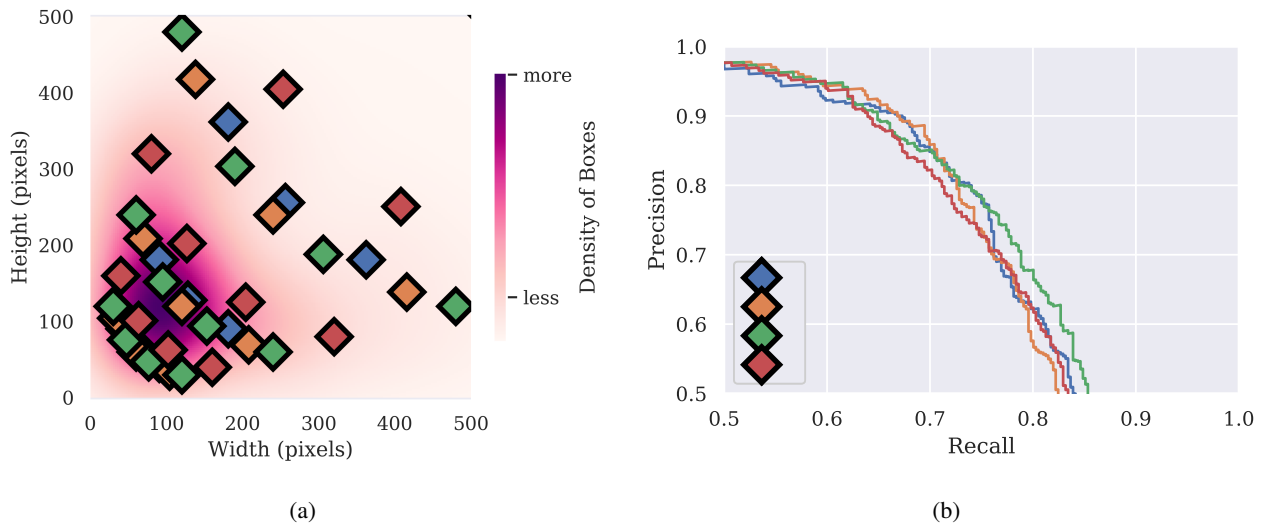 500
400
300
200
100
0
Height (pixels)
0 100 200 300 400 500
Width (pixels)
more
less
Density of Boxes
(a)
1.0
0.9
0.8
0.7
0.6
0.5
Precision
0.5 0.6 0.7 0.8 0.9 1.0
Recall
(b)